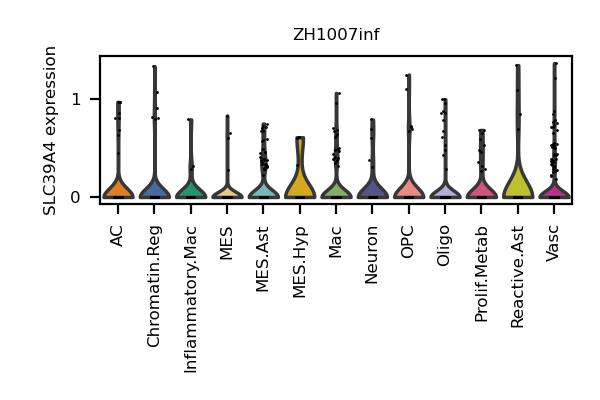 ZH1007inf
SLC39A4 expression
1
0
AC
Chromatin.Reg
Inflammatory.Mac
MES
MES.Ast
MES.Hyp
Mac
Neuron
OPC
Oligo
Prolif.Metab
Reactive.Ast
Vasc